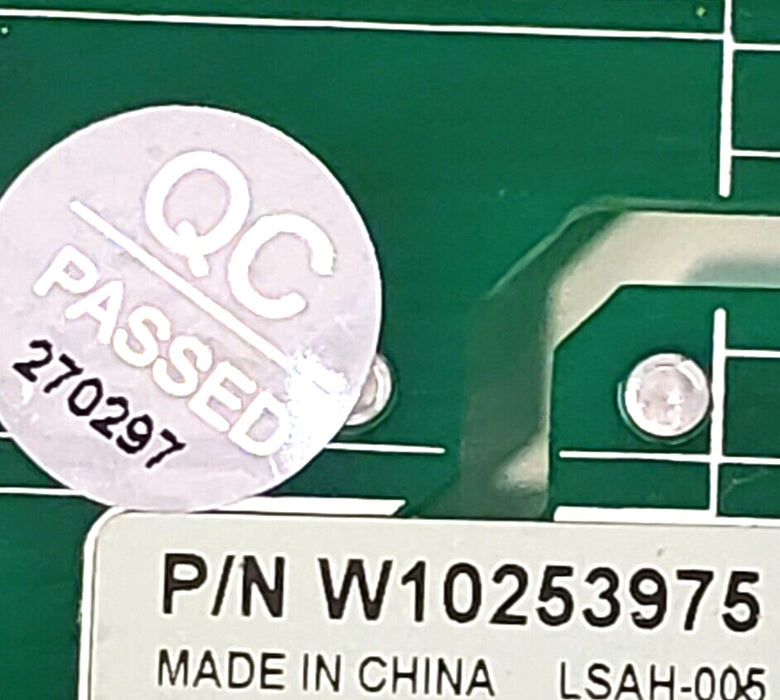 QC
PASSED
270297
P/N W10253975
MADE IN CHINA LSAH-005